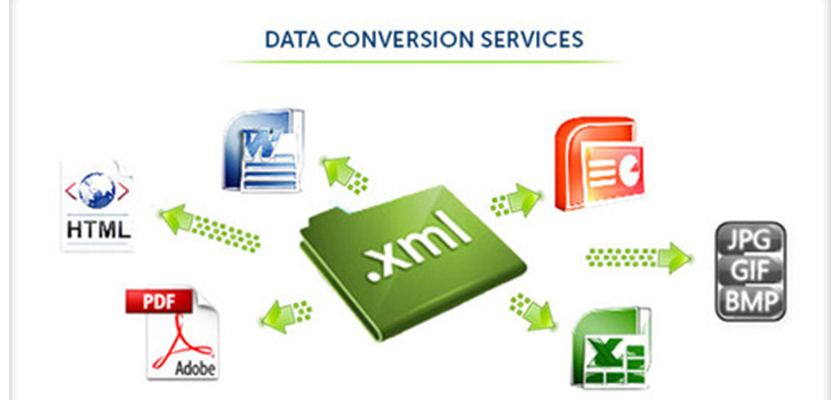 DATA CONVERSION SERVICES
W
HTML
.xml
JPG
GIF
BMP
PDF
Adobe
X